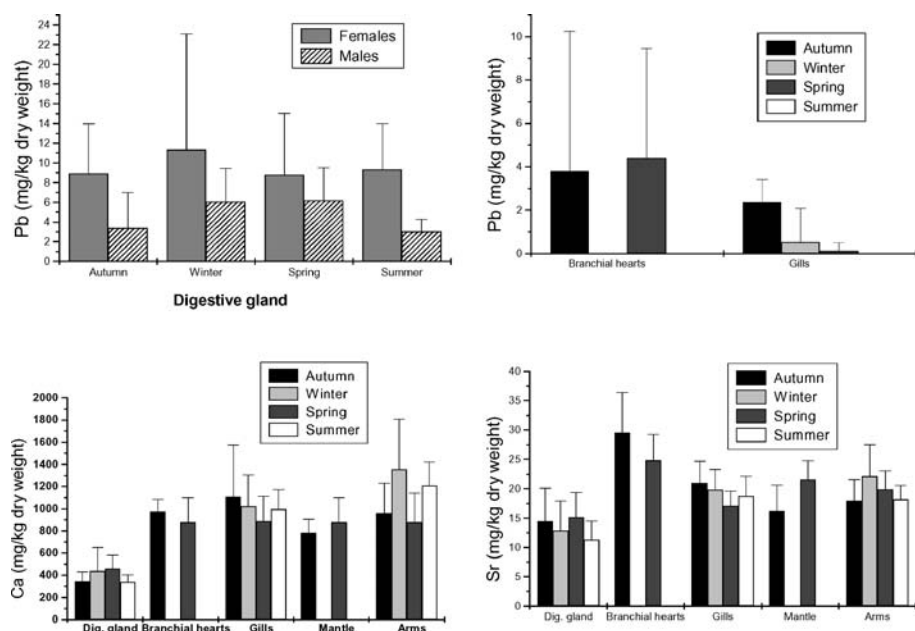 24
22
20
18
16
14
12
10
8
6
4
2
0
Pb (mg/kg dry weight)
Females
Males
Autumn Winter Spring Summer
Digestive gland
10
8
6
4
2
0
Pb (mg/kg dry weight)
Autumn
Winter
Spring
Summer
Branchial hearts Gills
2000
1800
1600
1400
1200
1000
800
600
400
200
0
Ca (mg/kg dry weight)
Autumn
Winter
Spring
Summer
Dig. gland Branchial hearts Gills Mantle Arms
40
35
30
25
20
15
10
5
0
Sr (mg/kg dry weight)
Autumn
Winter
Spring
Summer
Dig. gland Branchial hearts Gills Mantle Arms